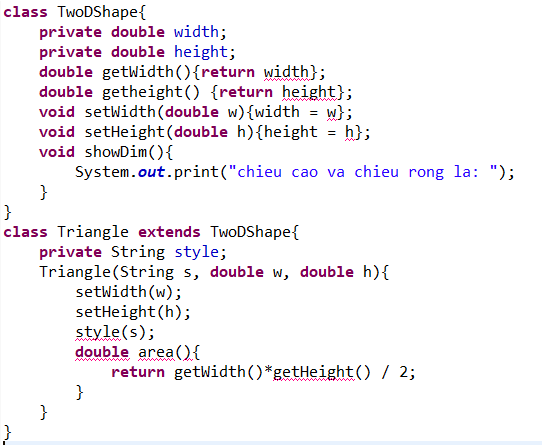 class TwoDShape{
    private double width;
    private double height;
    double getWidth(){return width};
    double getheight() {return height};
    void setWidth(double w){width = w};
    void setHeight(double h){height = h};
    void showDim(){
        System.out.print("chieu cao va chieu rong la: ");
    }
}
class Triangle extends TwoDShape{
    private String style;
    Triangle(String s, double w, double h){
        setWidth(w);
        setHeight(h);
        style(s);
        double area(){
            return getWidth()*getHeight() / 2;
        }
    }
}